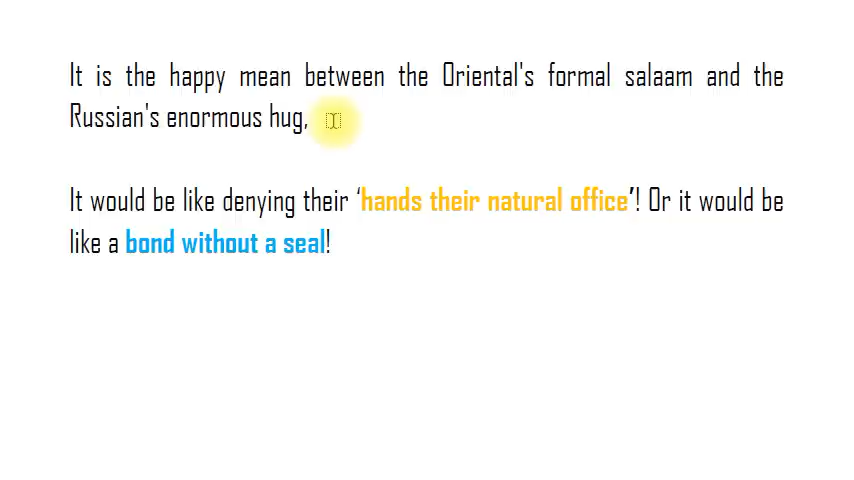 It is the happy mean between the Oriental's formal salaam and the
Russian's enormous hug,
It would be like denying their ‘hands their natural office’! Or it would be
like a bond without a seal!